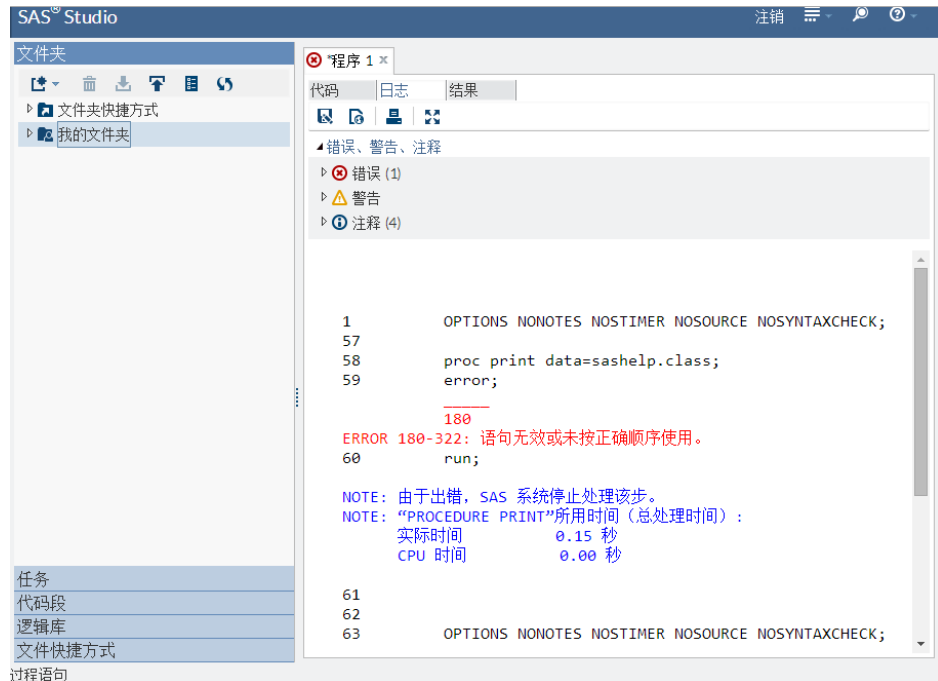 SAS® Studio
注销
文件夹
文件夹快捷方式
我的文件夹
任务
代码段
逻辑库
文件快捷方式
过程语句
*程序 1 ×
代码 日志 结果
错误、警告、注释
错误 (1)
警告
注释 (4)
1 OPTIONS NONOTES NOSTIMER NOSOURCE NOSYNTAXCHECK;
57
58 proc print data=sashelp.class;
59 error;
_____
180
ERROR 180-322: 语句无效或未按正确顺序使用。
60 run;
NOTE: 由于出错，SAS 系统停止处理该步。
NOTE: “PROCEDURE PRINT”所用时间（总处理时间）:
实际时间 0.15 秒
CPU 时间 0.00 秒
61
62
63 OPTIONS NONOTES NOSTIMER NOSOURCE NOSYNTAXCHECK;